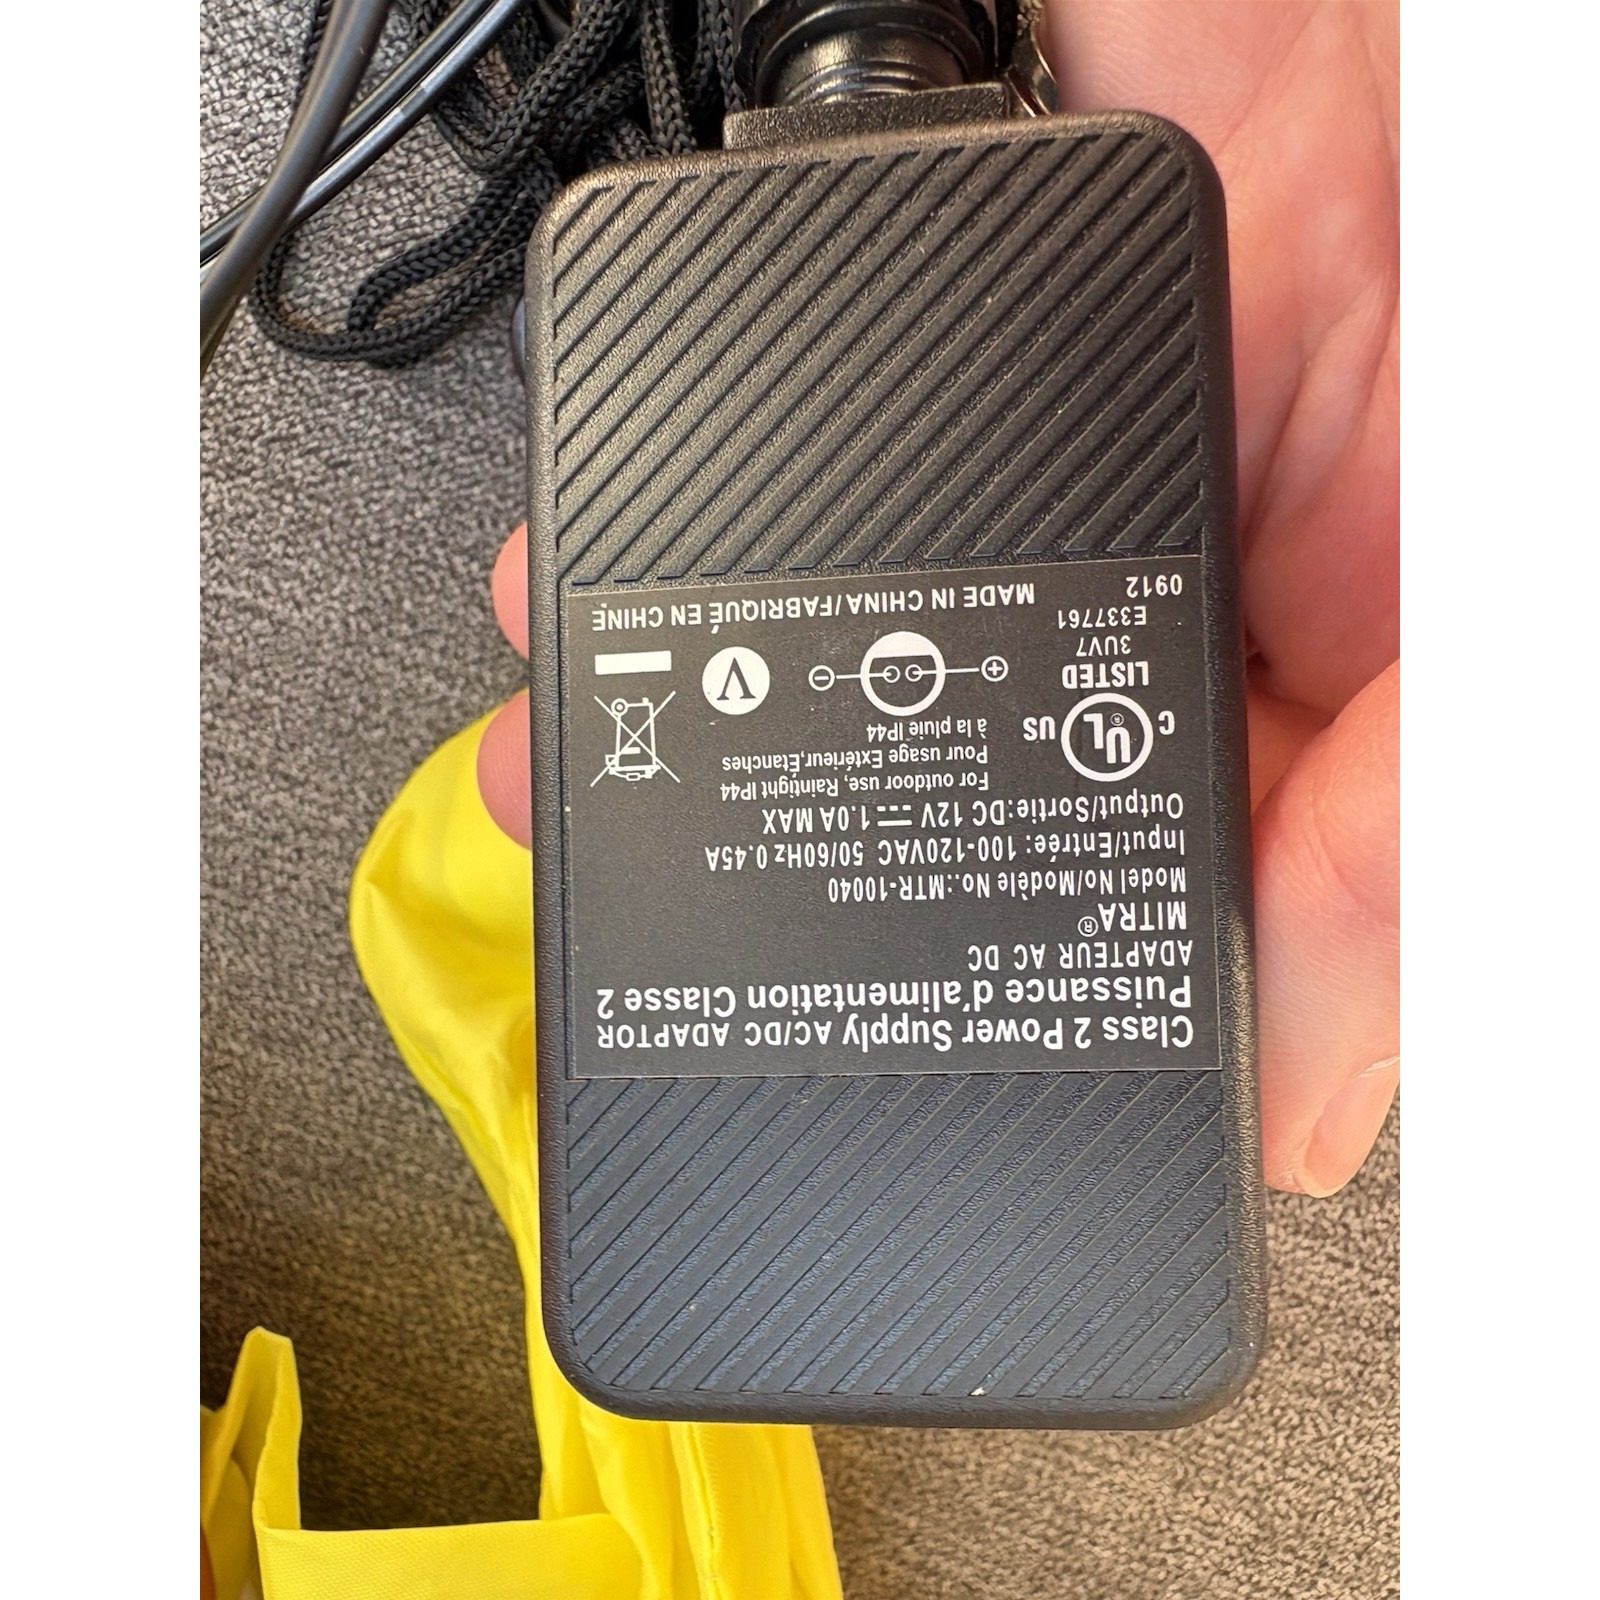 Class 2 Power Supply AC/DC ADAPTOR
Puissance d'alimentation Classe 2
ADAPTEUR AC DC
MITRA®
Model No/Modèle No.:MTR-10040
Input/Entrée: 100-120VAC 50/60Hz 0.45A
Output/Sortie:DC 12V ⎓ 1.0A MAX
For outdoor use, Raintight IP44
Pour usage Extérieur,Étanches
à la pluie IP44
C UL® US
LISTED
3UV7
E337761
0912
+ −
V
MADE IN CHINA/FABRIQUÉ EN CHINE